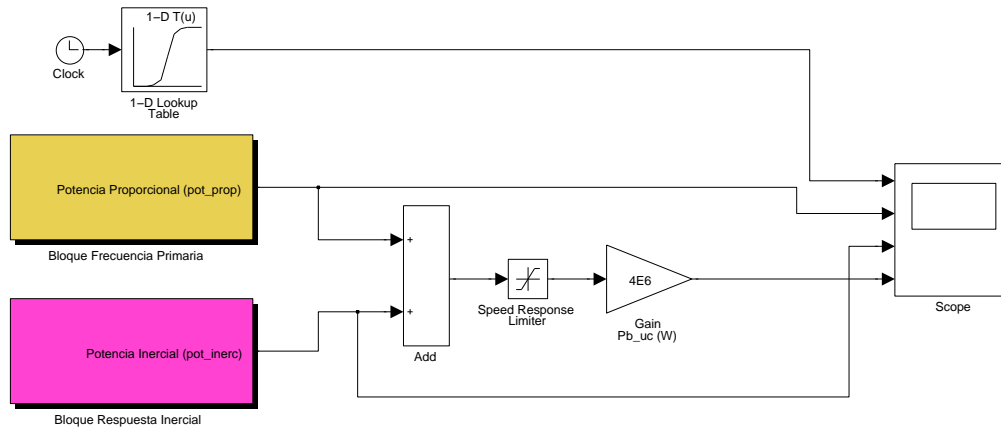 1−D T(u)
Clock
1−D Lookup
Table
Potencia Proporcional (pot_prop)
Bloque Frecuencia Primaria
+
+
Add
Speed Response
Limiter
4E6
Gain
Pb_uc (W)
Scope
Potencia Inercial (pot_inerc)
Bloque Respuesta Inercial